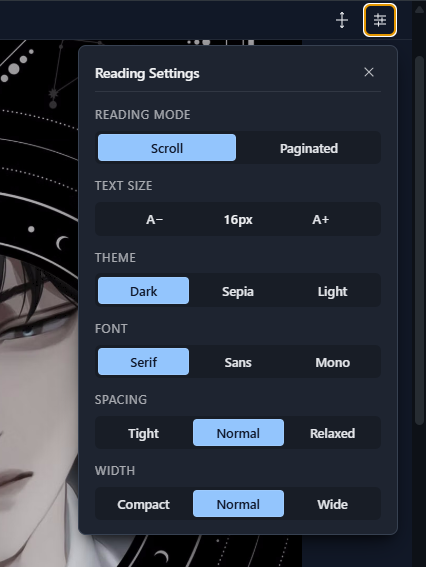 Reading Settings
READING MODE
Scroll Paginated
TEXT SIZE
A− 16px A+
THEME
Dark Sepia Light
FONT
Serif Sans Mono
SPACING
Tight Normal Relaxed
WIDTH
Compact Normal Wide